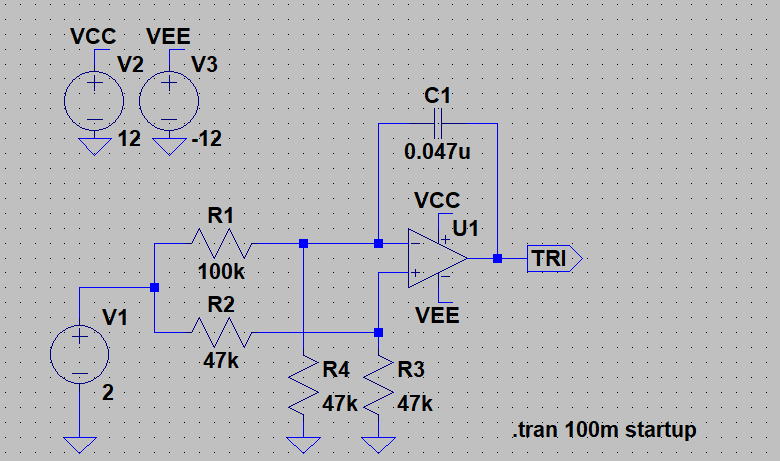 VCC VEE
V2 V3
12 -12
C1
0.047u
VCC
U1
R1
100k
TRI
R2
47k
VEE
V1
2
R4 R3
47k 47k
.tran 100m startup